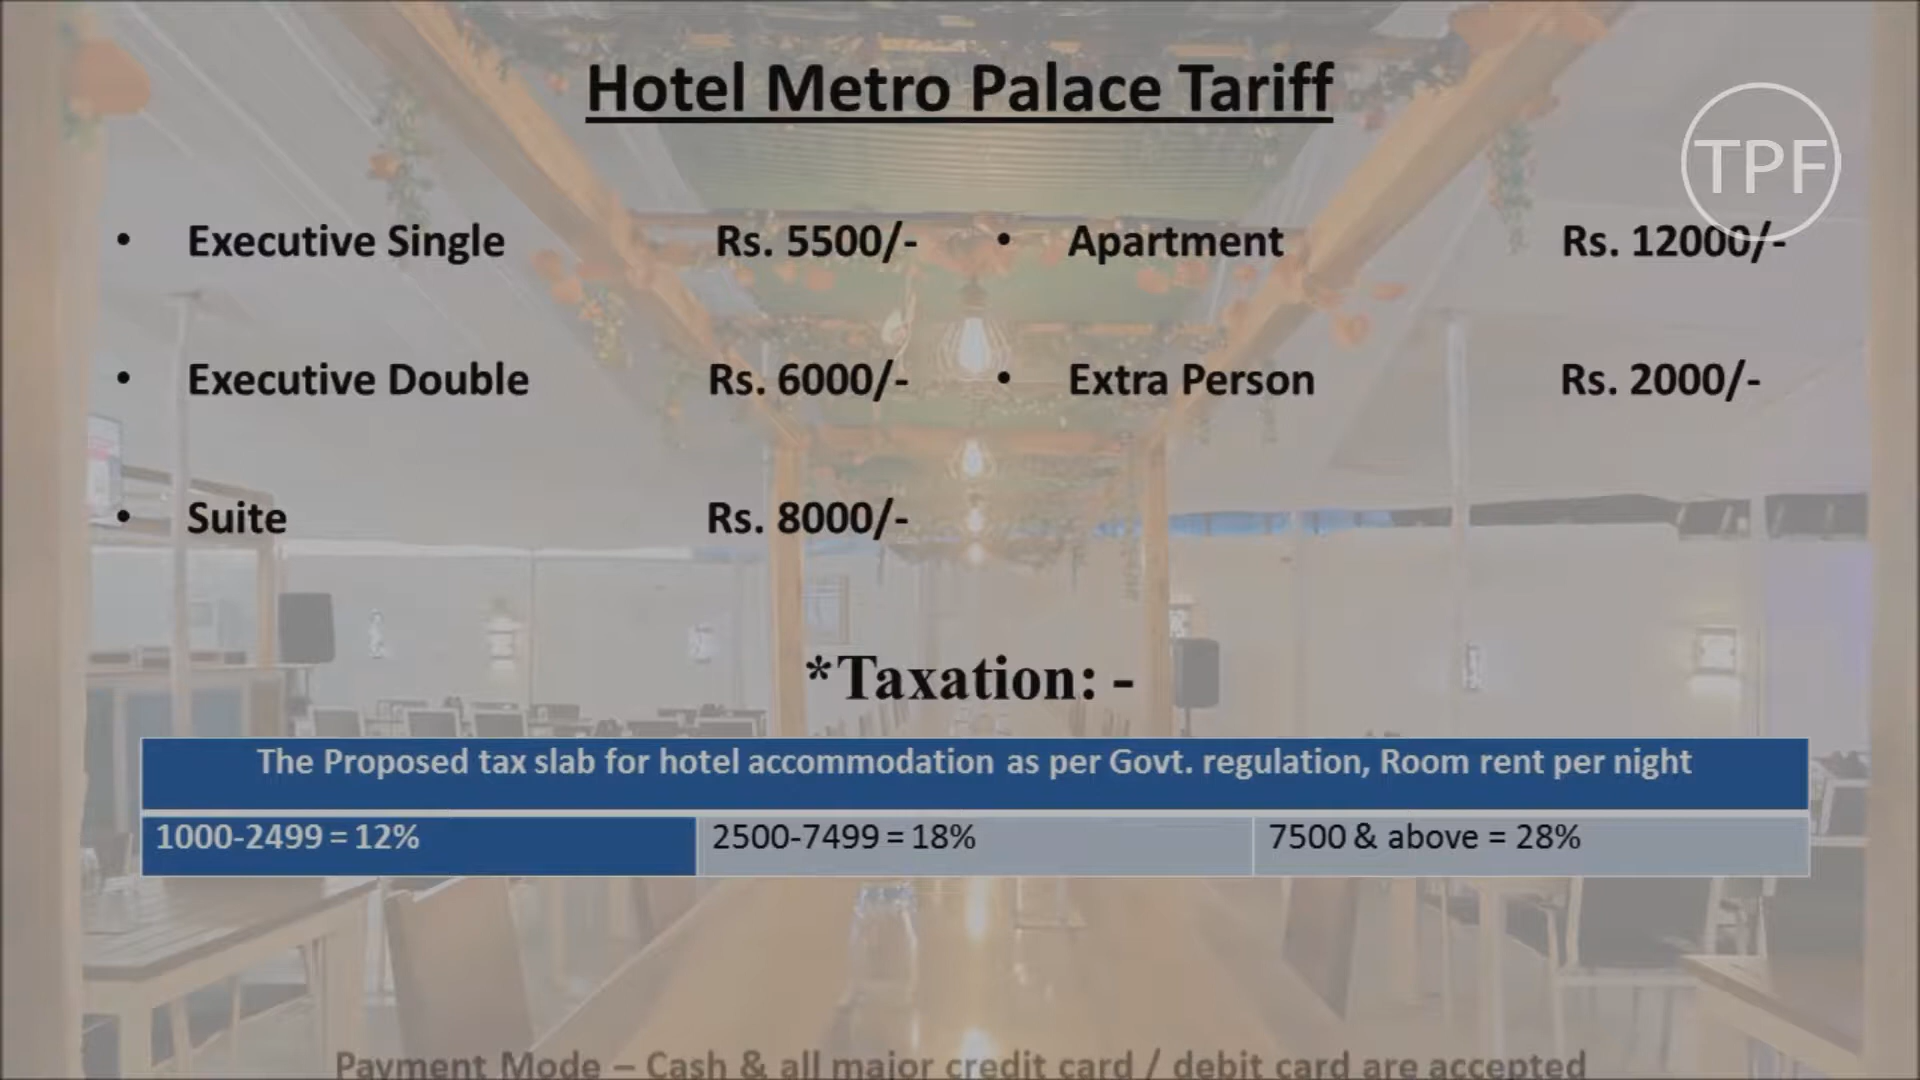 Hotel Metro Palace Tariff
TPF
• Executive Single Rs. 5500/-
• Apartment Rs. 12000/-
• Executive Double Rs. 6000/-
• Extra Person Rs. 2000/-
• Suite Rs. 8000/-
*Taxation: -
The Proposed tax slab for hotel accommodation as per Govt. regulation, Room rent per night
1000-2499 = 12% 2500-7499 = 18% 7500 & above = 28%
Payment Mode – Cash & all major credit card / debit card are accepted